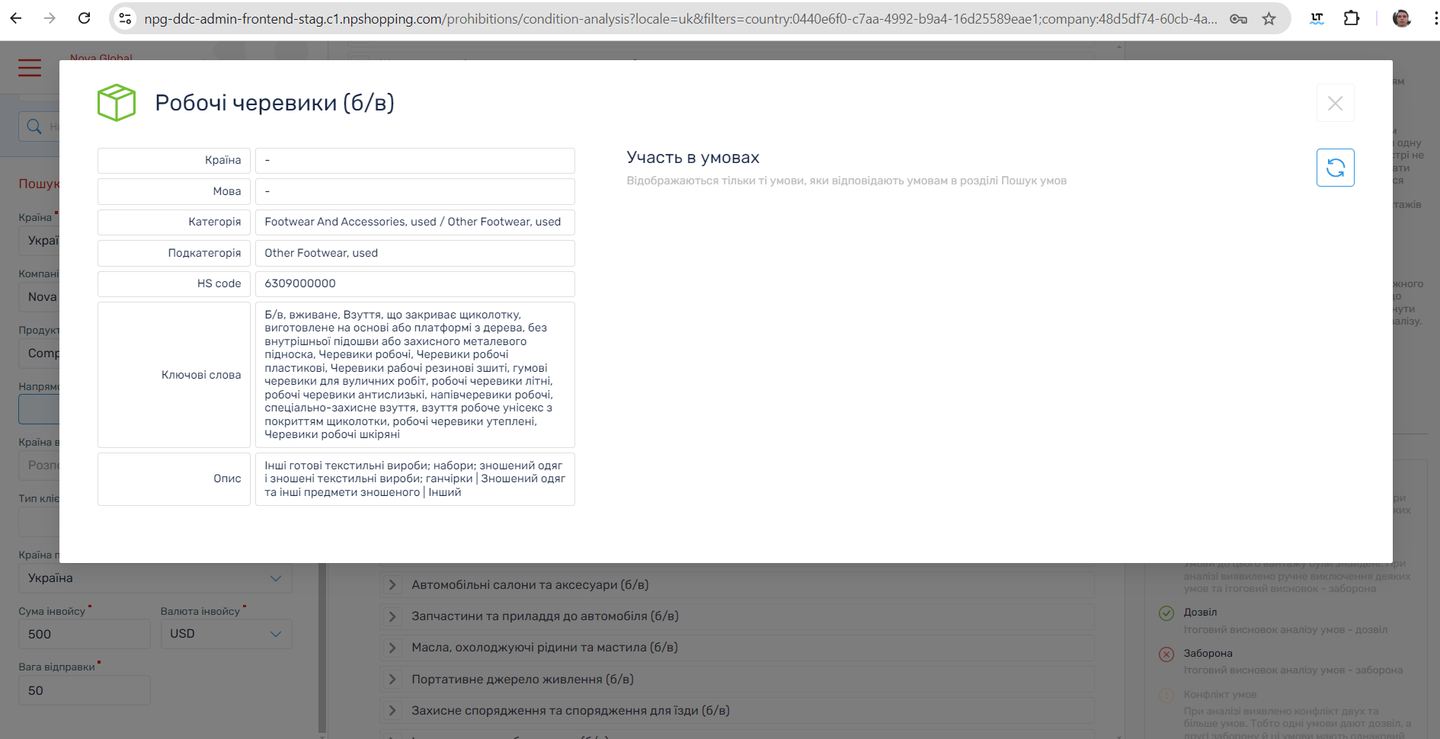 npg-ddc-admin-frontend-stag.c1.npshopping.com/prohibitions/condition-analysis?locale=uk&filters=country:0440e6f0-c7aa-4992-b9a4-16d25589eae1;company:48d5df74-60cb-4a...
LT
Nova Global
Робочі черевики (б/в)
Країна
-
Мова
-
Категорія
Footwear And Accessories, used / Other Footwear, used
Подкатегорія
Other Footwear, used
HS code
6309000000
Ключові слова
Б/в, вживане, Взуття, що закриває щиколотку,
виготовлене на основі або платформі з дерева, без
внутрішньої підошви або захисного металевого
підноска, Черевики робочі, Черевики робочі
пластикові, Черевики рабочі резинові зшиті, гумові
черевики для вуличних робіт, робочі черевики літні,
робочі черевики антислизькі, напівчеревики робочі,
спеціально-захисне взуття, взуття робоче унісекс з
покриттям щиколотки, робочі черевики утеплені,
Черевики робочі шкіряні
Опис
Інші готові текстильні вироби; набори; зношений одяг
і зношені текстильні вироби; ганчірки | Зношений одяг
та інші предмети зношеного | Інший
Участь в умовах
Відображаються тільки ті умови, яки відповідають умовам в розділі Пошук умов
Пошук
Країна *
Компані
Nova
Продукт
Comp
Напрямо
Країна в
Тип кліє
Країна п
Україна
Сума інвойсу *
500
Валюта інвойсу *
USD
Вага відправки *
50
Автомобільні салони та аксесуари (б/в)
Запчастини та приладдя до автомобіля (б/в)
Масла, охолоджуючі рідини та мастила (б/в)
Портативне джерело живлення (б/в)
Захисне спорядження та спорядження для їзди (б/в)
аналізі виявлено ручне виключення деяких
умов та ітоговий висновок - заборона
Дозвіл
Ітоговий висновок аналізу умов - дозвіл
Заборона
Ітоговий висновок аналізу умов - заборона
Конфлікт умов
При аналізі виявлено конфлікт двух та
більше умов. Тобто одні умови дают дозвіл, а